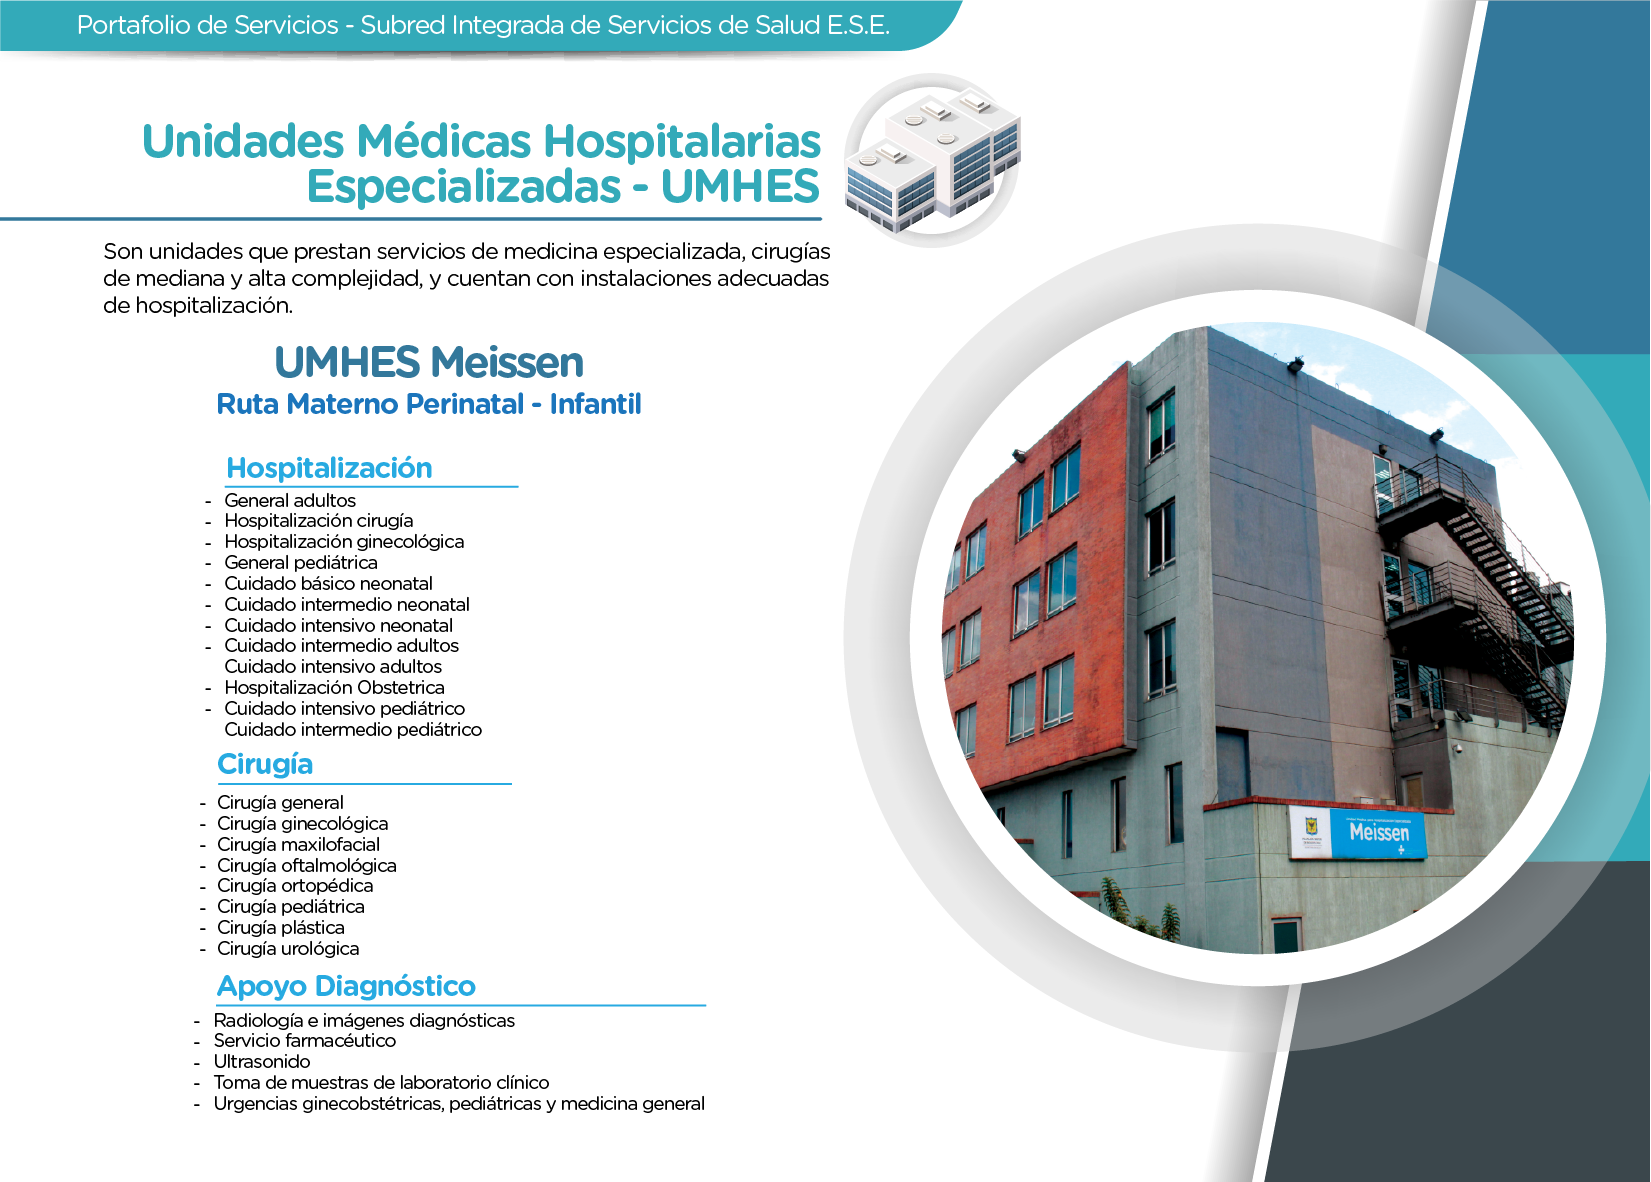 Portafolio de Servicios - Subred Integrada de Servicios de Salud E.S.E.
Unidades Médicas Hospitalarias
Especializadas - UMHES
Son unidades que prestan servicios de medicina especializada, cirugías
de mediana y alta complejidad, y cuentan con instalaciones adecuadas
de hospitalización.
UMHES Meissen
Ruta Materno Perinatal - Infantil
Hospitalización
- General adultos
- Hospitalización cirugía
- Hospitalización ginecológica
- General pediátrica
- Cuidado básico neonatal
- Cuidado intermedio neonatal
- Cuidado intensivo neonatal
- Cuidado intermedio adultos
Cuidado intensivo adultos
- Hospitalización Obstetrica
- Cuidado intensivo pediátrico
Cuidado intermedio pediátrico
Cirugía
- Cirugía general
- Cirugía ginecológica
- Cirugía maxilofacial
- Cirugía oftalmológica
- Cirugía ortopédica
- Cirugía pediátrica
- Cirugía plástica
- Cirugía urológica
Apoyo Diagnóstico
- Radiología e imágenes diagnósticas
- Servicio farmacéutico
- Ultrasonido
- Toma de muestras de laboratorio clínico
- Urgencias ginecobstétricas, pediátricas y medicina general
Meissen